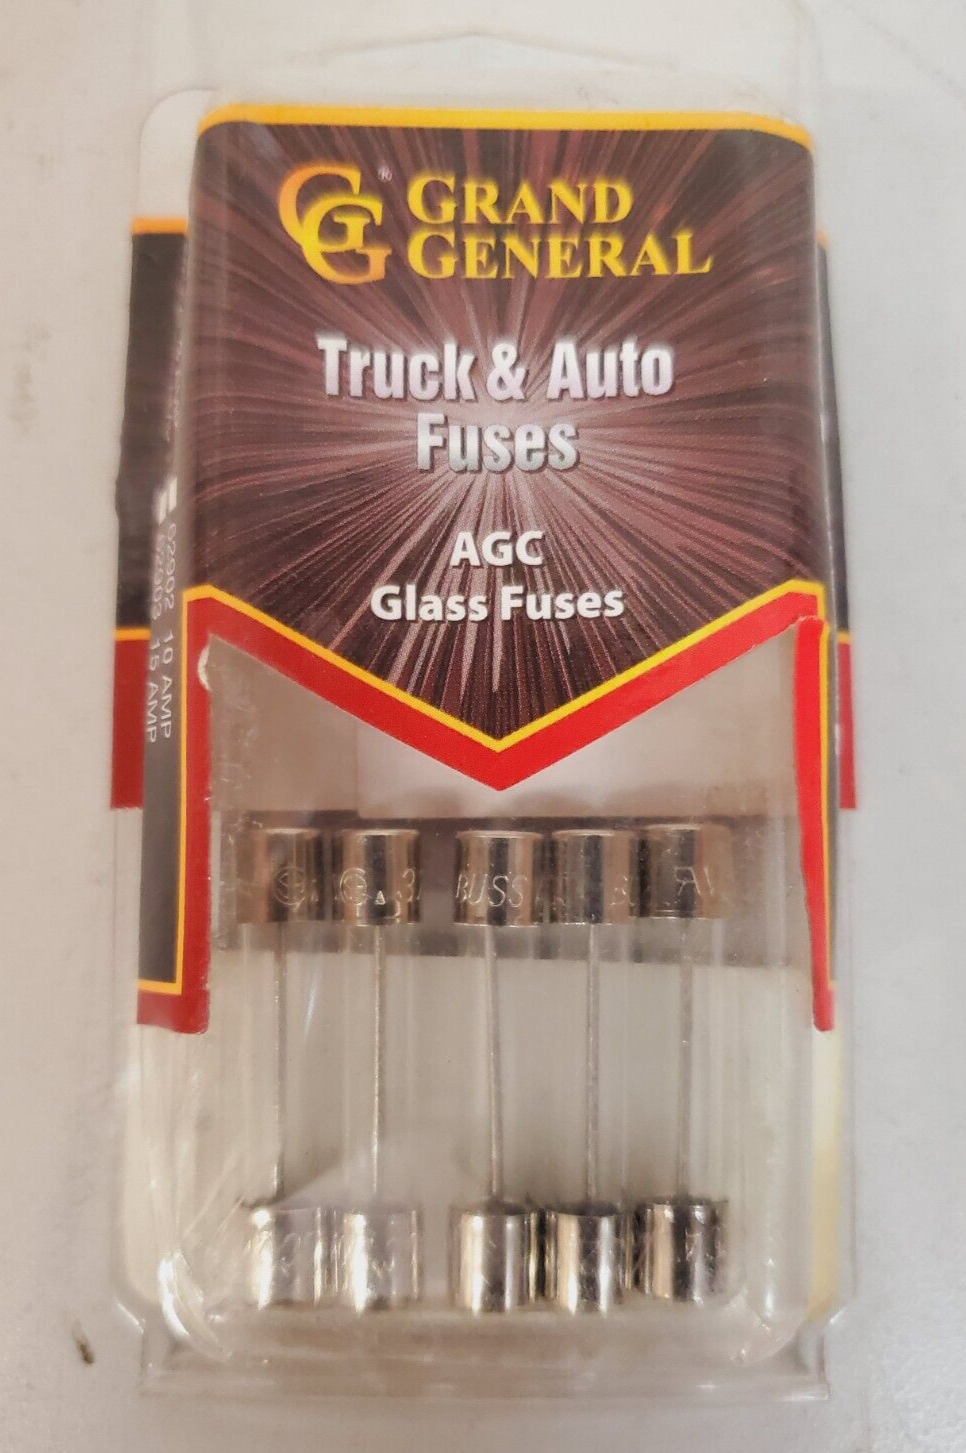 GG®
GRAND
GENERAL
Truck & Auto
Fuses
AGC
Glass Fuses
92902 10 AMP
92903 15 AMP
BUSS